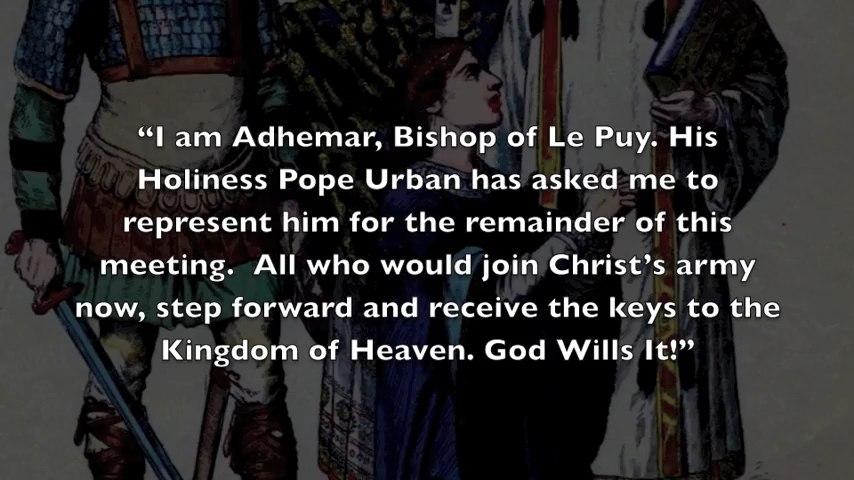 “I am Adhemar, Bishop of Le Puy. His
Holiness Pope Urban has asked me to
represent him for the remainder of this
meeting.  All who would join Christ’s army
now, step forward and receive the keys to the
Kingdom of Heaven. God Wills It!”